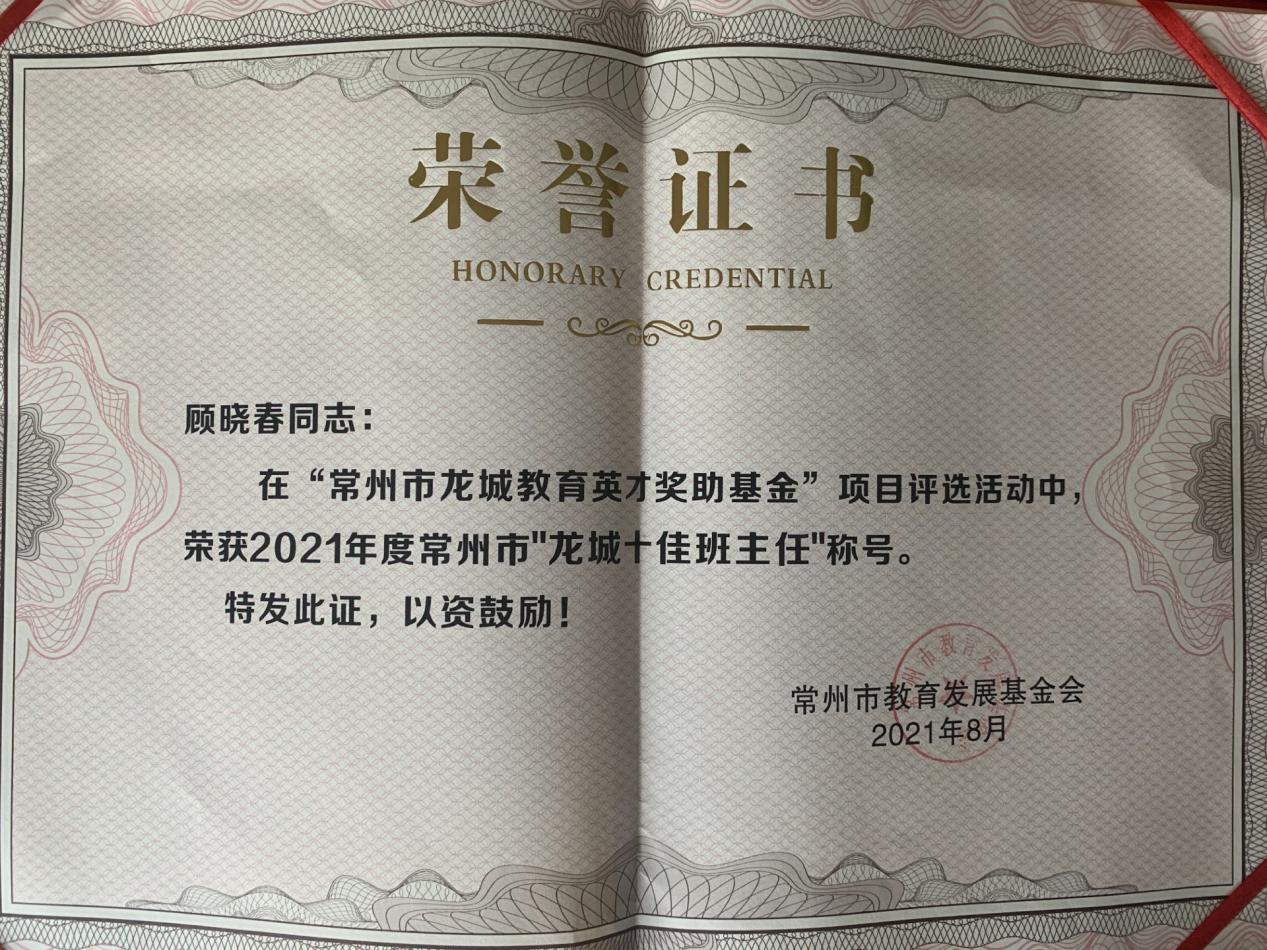 荣誉证书
HONORARY CREDENTIAL
顾晓春同志：
在“常州市龙城教育英才奖助基金”项目评选活动中，
荣获2021年度常州市"龙城十佳班主任"称号。
特发此证，以资鼓励！
常州市教育发展基金会
2021年8月